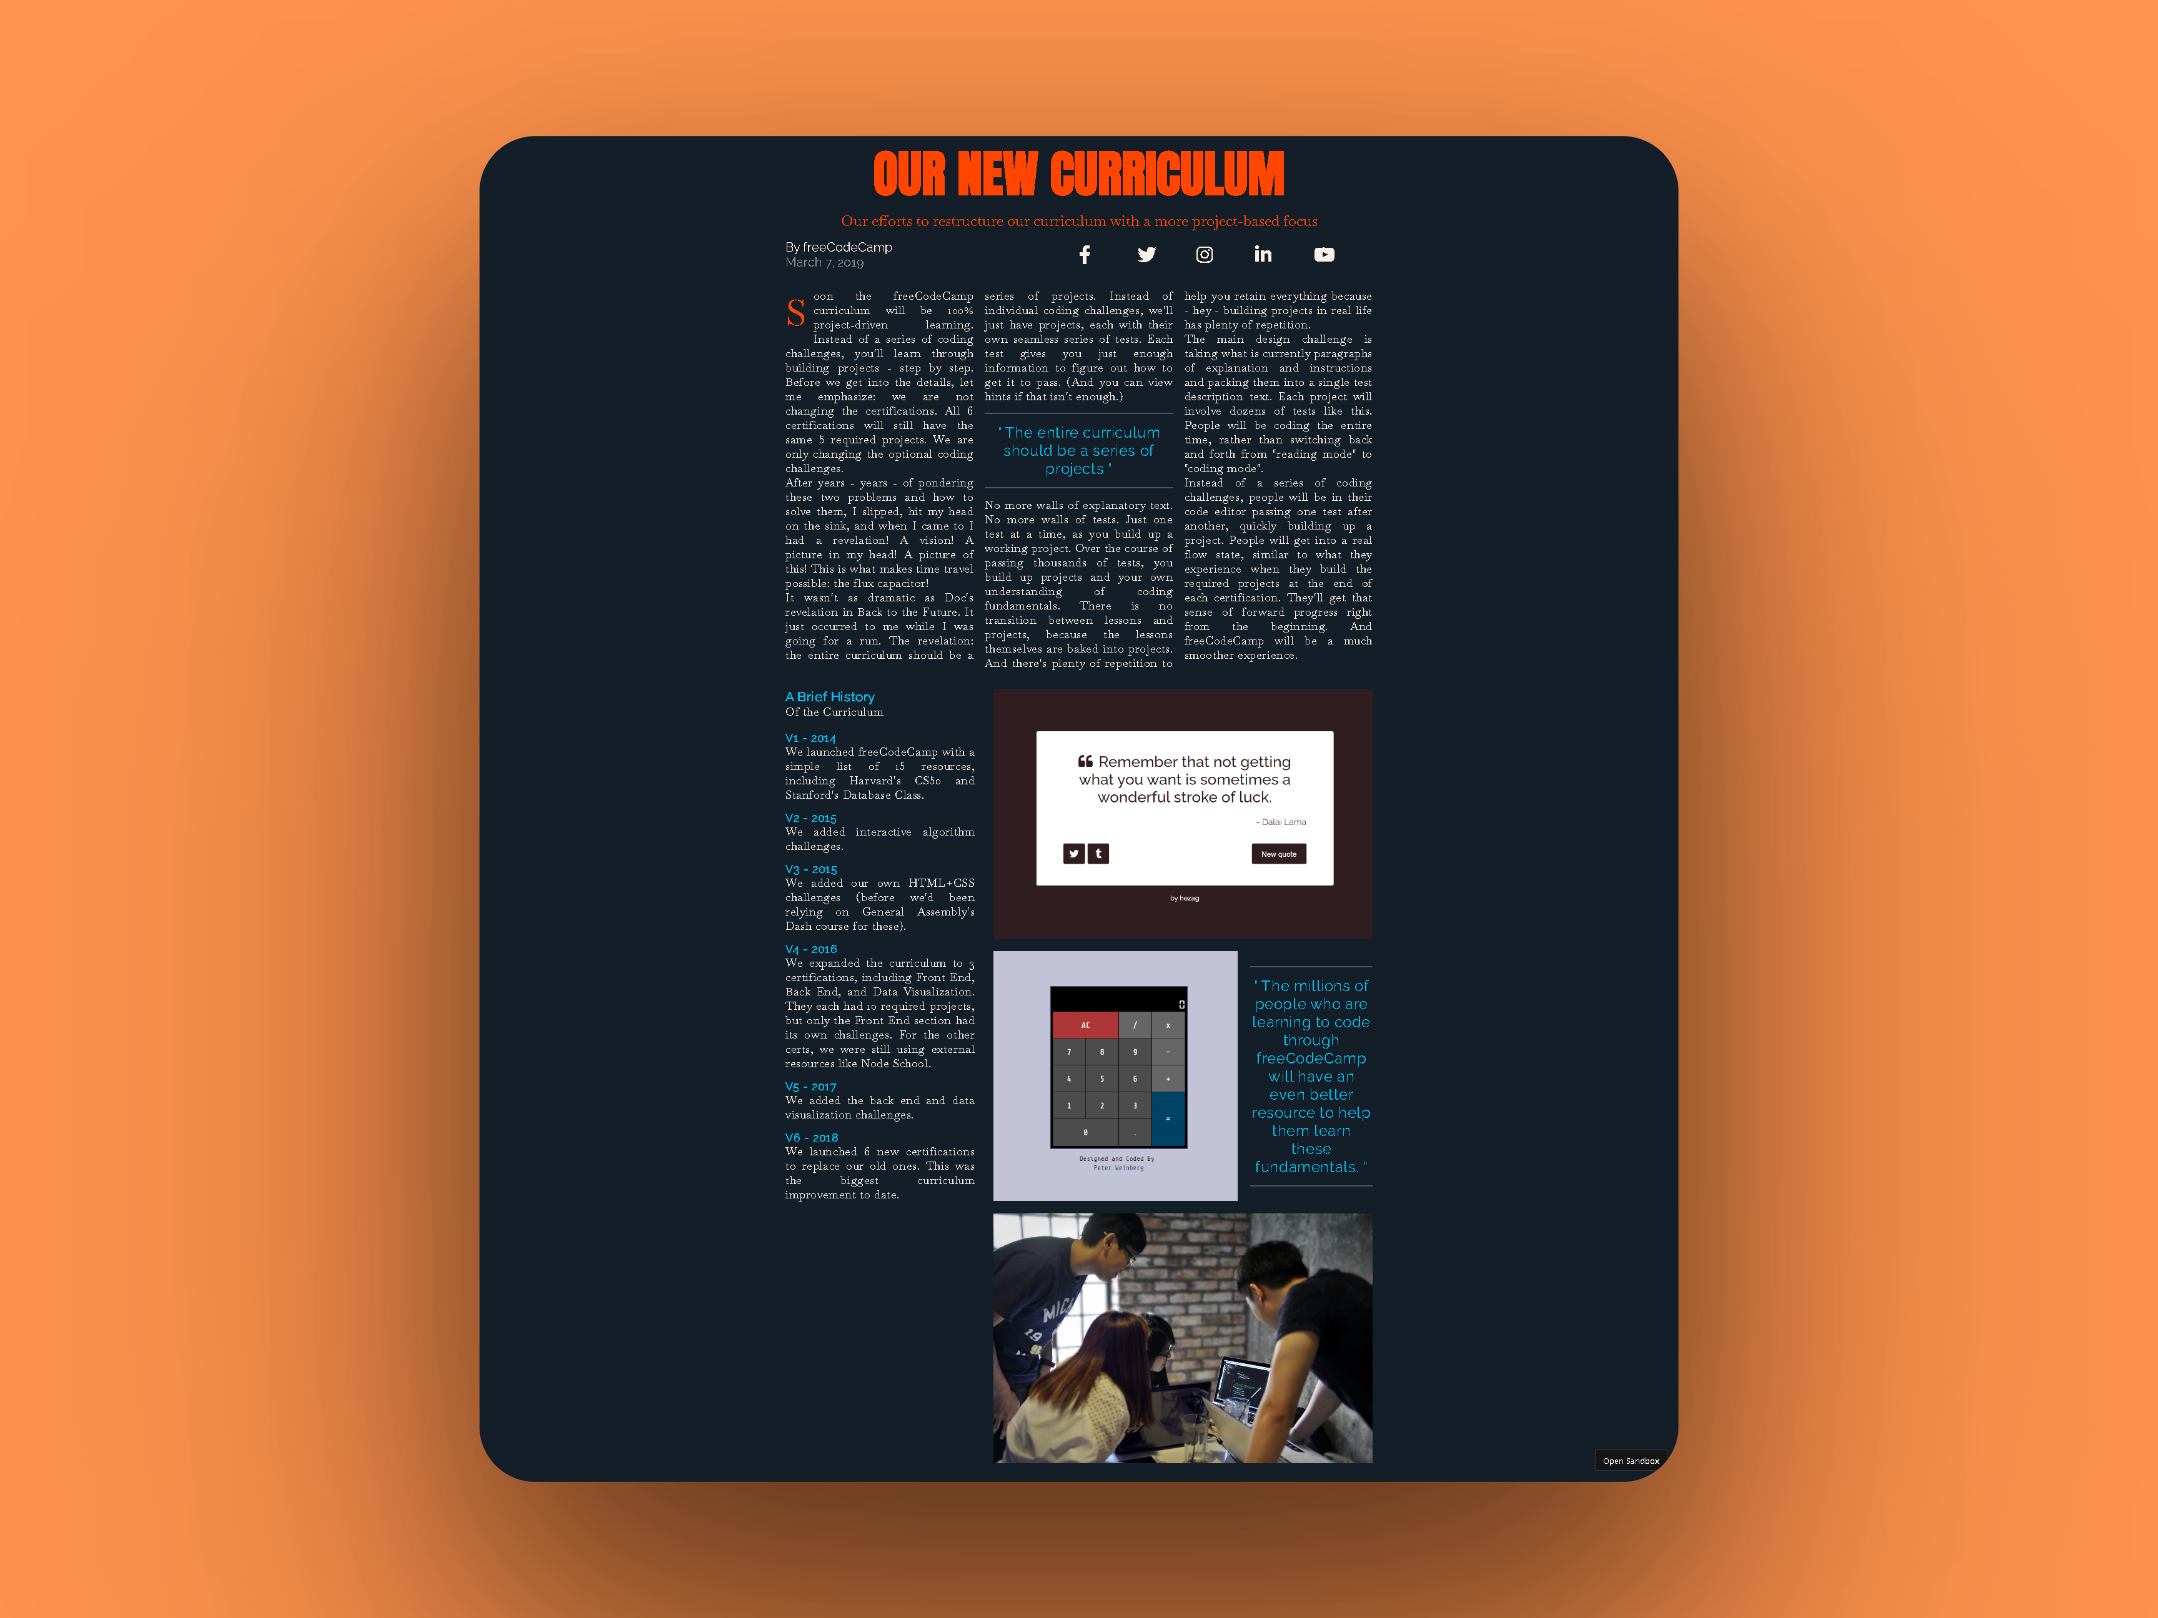 OUR NEW CURRICULUM
Our efforts to restructure our curriculum with a more project-based focus
By freeCodeCamp
March 7, 2019
Soon the freeCodeCamp
curriculum will be 100%
project-driven learning.
Instead of a series of coding
challenges, you'll learn through
building projects - step by step.
Before we get into the details, let
me emphasize: we are not
changing the certifications. All 6
certifications will still have the
same 5 required projects. We are
only changing the optional coding
challenges.
After years - years - of pondering
these two problems and how to
solve them, I slipped, hit my head
on the sink, and when I came to I
had a revelation! A vision! A
picture in my head! A picture of
this! This is what makes time travel
possible: the flux capacitor!
It wasn't as dramatic as Doc's
revelation in Back to the Future. It
just occurred to me while I was
going for a run. The revelation:
the entire curriculum should be a
series of projects. Instead of
individual coding challenges, we'll
just have projects, each with their
own seamless series of tests. Each
test gives you just enough
information to figure out how to
get it to pass. (And you can view
hints if that isn't enough.)
" The entire curriculum
should be a series of
projects "
No more walls of explanatory text.
No more walls of tests. Just one
test at a time, as you build up a
working project. Over the course of
passing thousands of tests, you
build up projects and your own
understanding of coding
fundamentals. There is no
transition between lessons and
projects, because the lessons
themselves are baked into projects.
And there's plenty of repetition to
help you retain everything because
- hey - building projects in real life
has plenty of repetition.
The main design challenge is
taking what is currently paragraphs
of explanation and instructions
and packing them into a single test
description text. Each project will
involve dozens of tests like this.
People will be coding the entire
time, rather than switching back
and forth from "reading mode" to
"coding mode".
Instead of a series of coding
challenges, people will be in their
code editor passing one test after
another, quickly building up a
project. People will get into a real
flow state, similar to what they
experience when they build the
required projects at the end of
each certification. They'll get that
sense of forward progress right
from the beginning. And
freeCodeCamp will be a much
smoother experience.
A Brief History
Of the Curriculum
V1 - 2014
We launched freeCodeCamp with a
simple list of 15 resources,
including Harvard's CS50 and
Stanford's Database Class.
V2 - 2015
We added interactive algorithm
challenges.
V3 - 2015
We added our own HTML+CSS
challenges (before we'd been
relying on General Assembly's
Dash course for these).
V4 - 2016
We expanded the curriculum to 3
certifications, including Front End,
Back End, and Data Visualization.
They each had 10 required projects,
but only the Front End section had
its own challenges. For the other
certs, we were still using external
resources like Node School.
V5 - 2017
We added the back end and data
visualization challenges.
V6 - 2018
We launched 6 new certifications
to replace our old ones. This was
the biggest curriculum
improvement to date.
“ Remember that not getting
what you want is sometimes a
wonderful stroke of luck.
- Dalai Lama
New quote
by hezag
0
AC / x
7 8 9 -
4 5 6 +
1 2 3 =
0 .
Designed and Coded By
Peter Weinberg
" The millions of
people who are
learning to code
through
freeCodeCamp
will have an
even better
resource to help
them learn
these
fundamentals. "
19
Open Sandbox